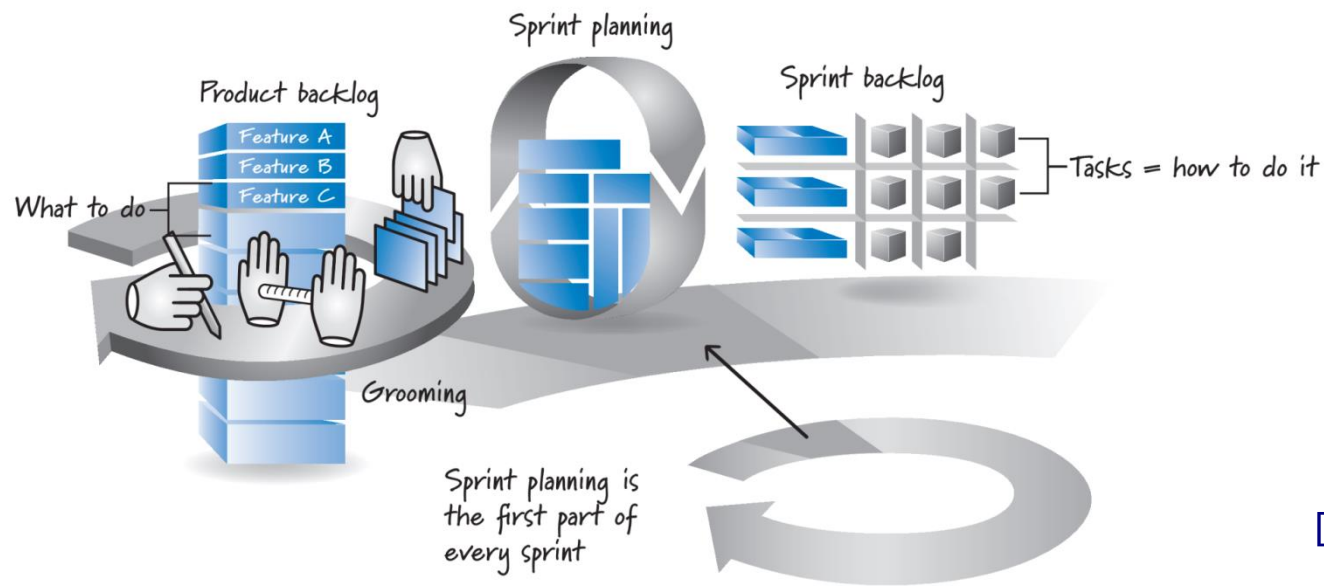 Sprint planning
Product backlog
Sprint backlog
Feature A
Feature B
Feature C
What to do
Tasks = how to do it
Grooming
Sprint planning is
the first part of
every sprint
[